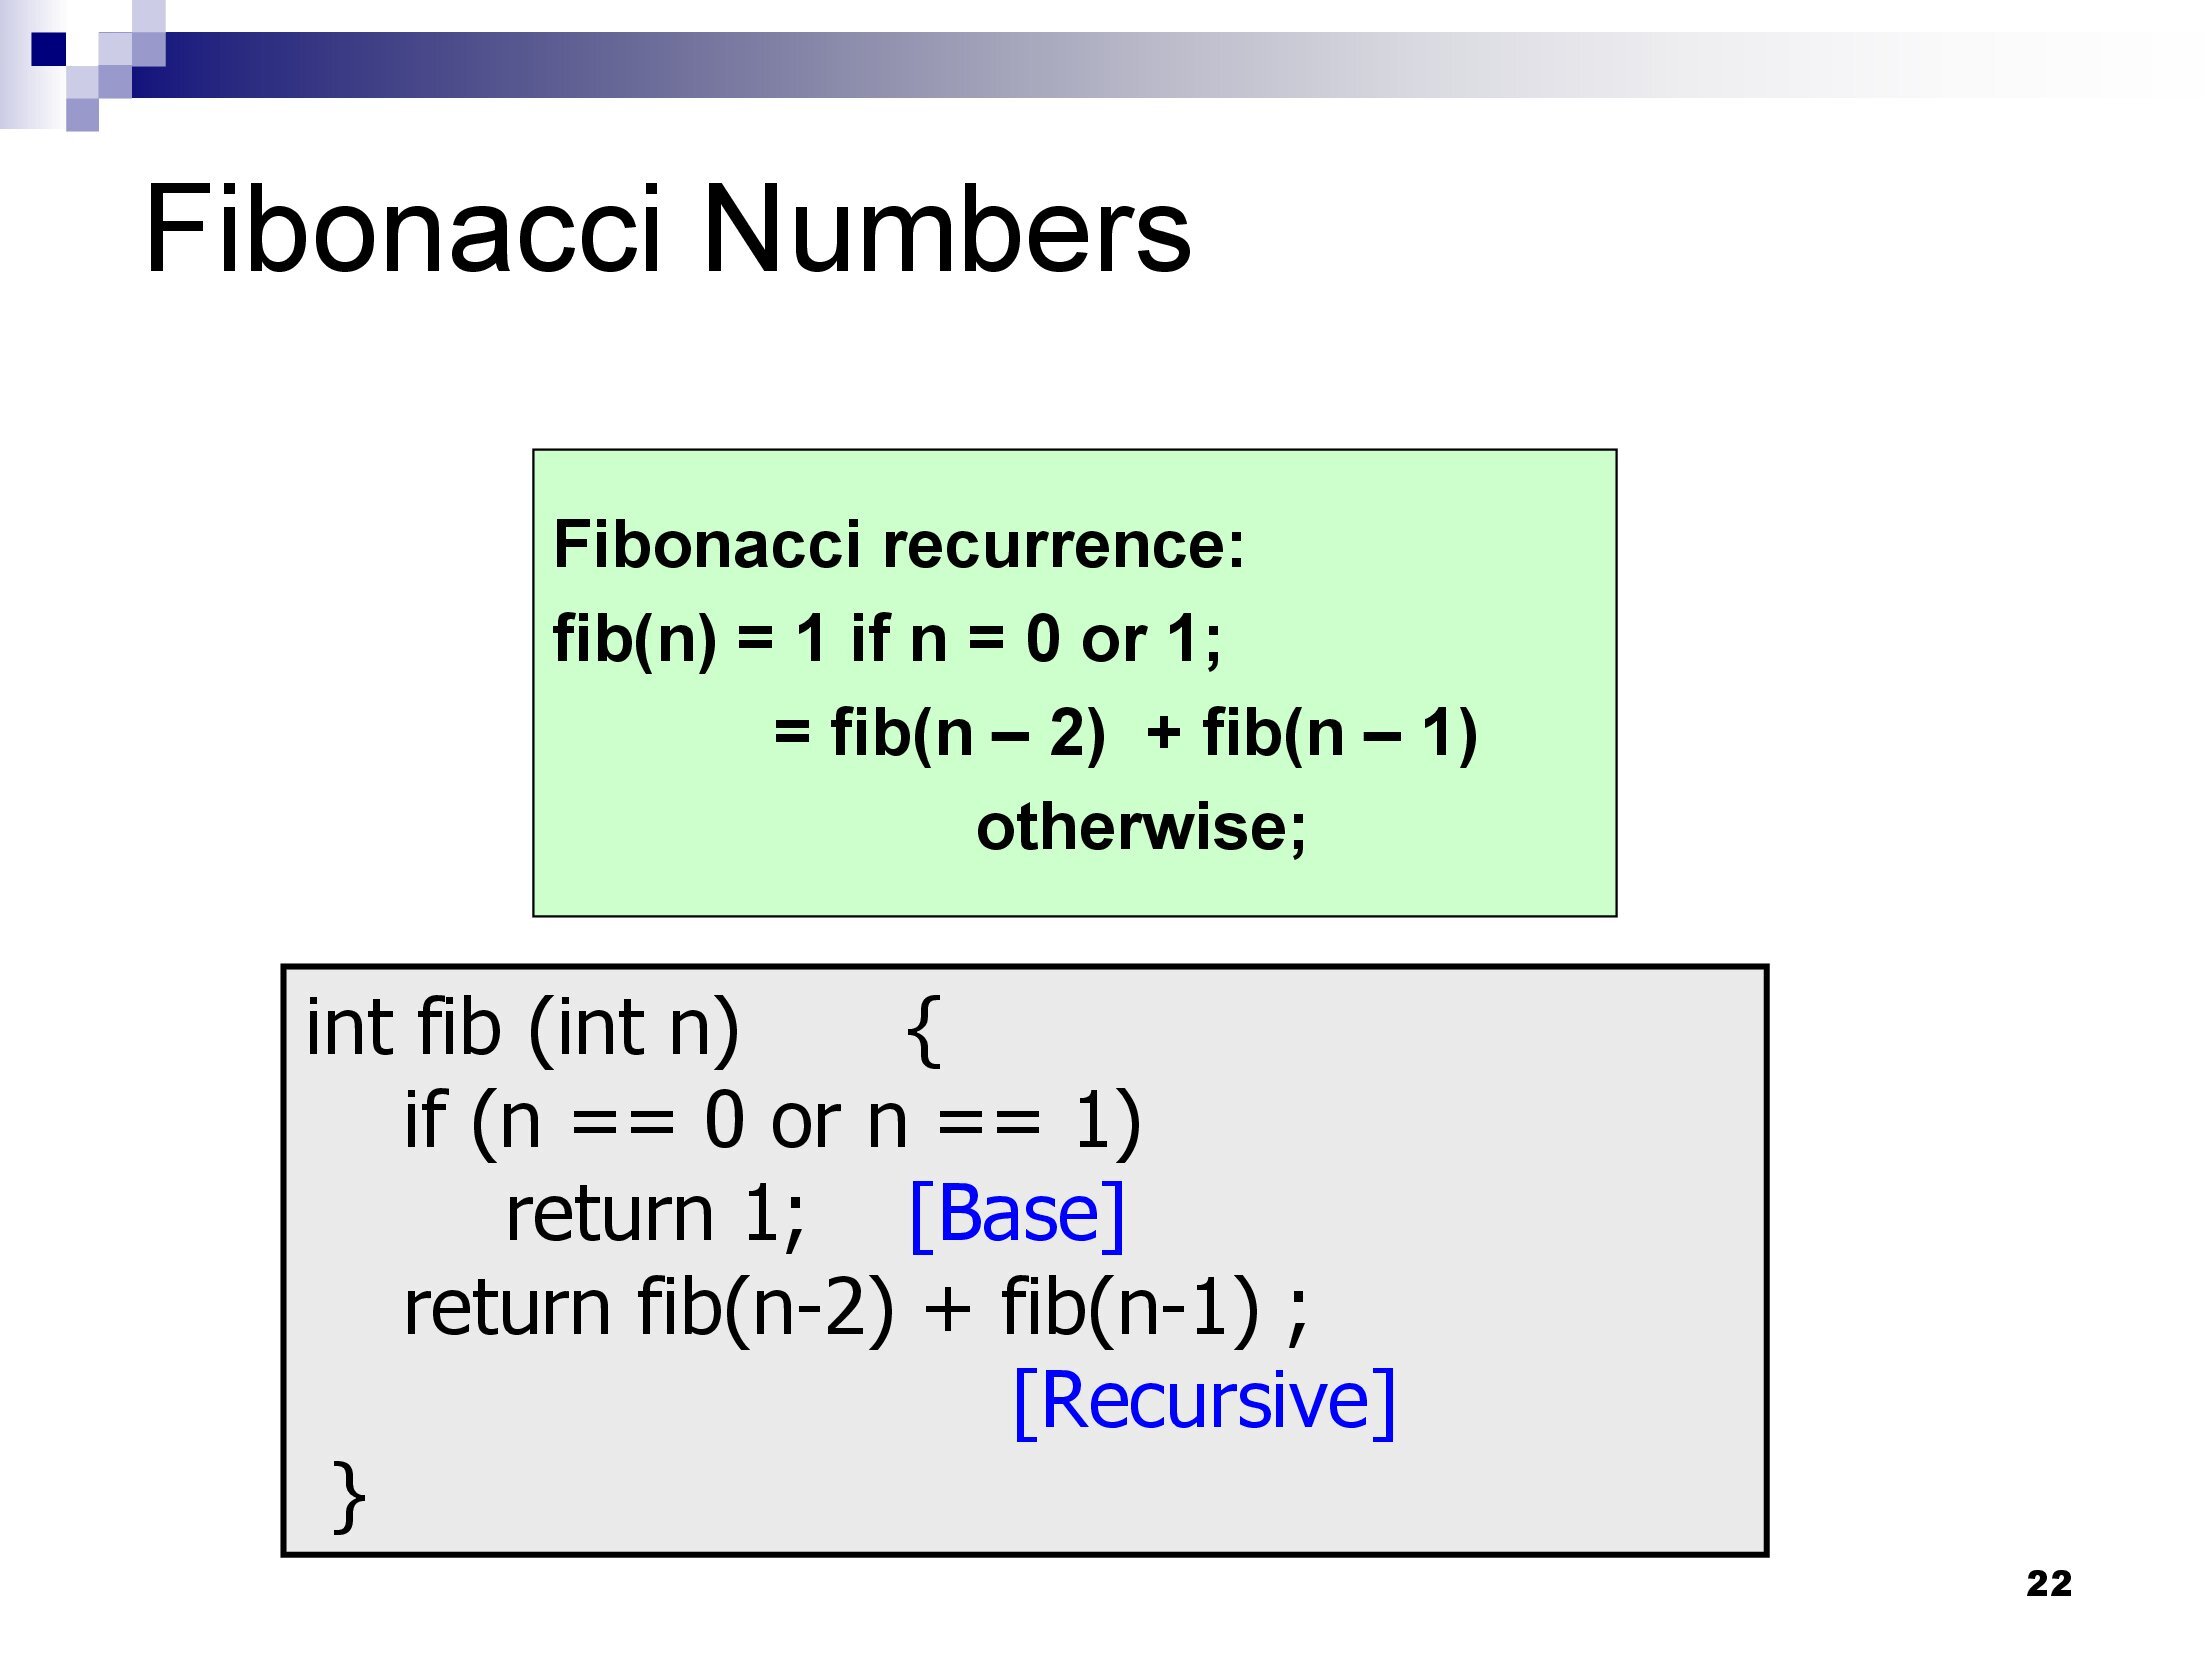 Fibonacci Numbers
Fibonacci recurrence:
fib(n) = 1 if n = 0 or 1;
= fib(n – 2) + fib(n – 1)
otherwise;
int fib (int n) {
if (n == 0 or n == 1)
return 1; [Base]
return fib(n-2) + fib(n-1) ;
[Recursive]
}
22